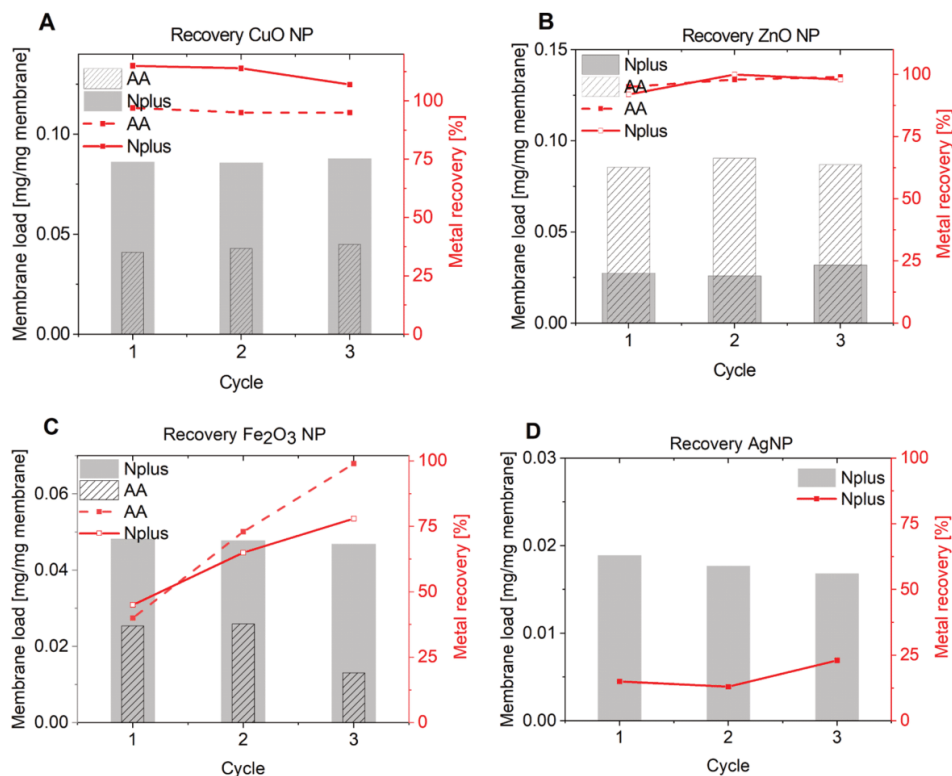 A
Recovery CuO NP
1
2
3
AA
Nplus
AA
Nplus
0.10
0.05
0.00
100
75
50
25
0
Membrane load [mg/mg membrane]
Metal recovery [%]
1
2
3
Cycle
B
Recovery ZnO NP
1
2
3
Nplus
AA
AA
Nplus
0.15
0.10
0.05
0.00
100
75
50
25
0
Membrane load [mg/mg membrane]
Metal recovery [%]
1
2
3
Cycle
C
Recovery Fe₂O₃ NP
Nplus
AA
AA
Nplus
0.06
0.04
0.02
0.00
100
75
50
25
0
Membrane load [mg/mg membrane]
Metal recovery [%]
1
2
3
Cycle
D
Recovery AgNP
Nplus
Nplus
0.03
0.02
0.01
0.00
100
75
50
25
0
Membrane load [mg/mg membrane]
Metal recovery [%]
1
2
3
Cycle